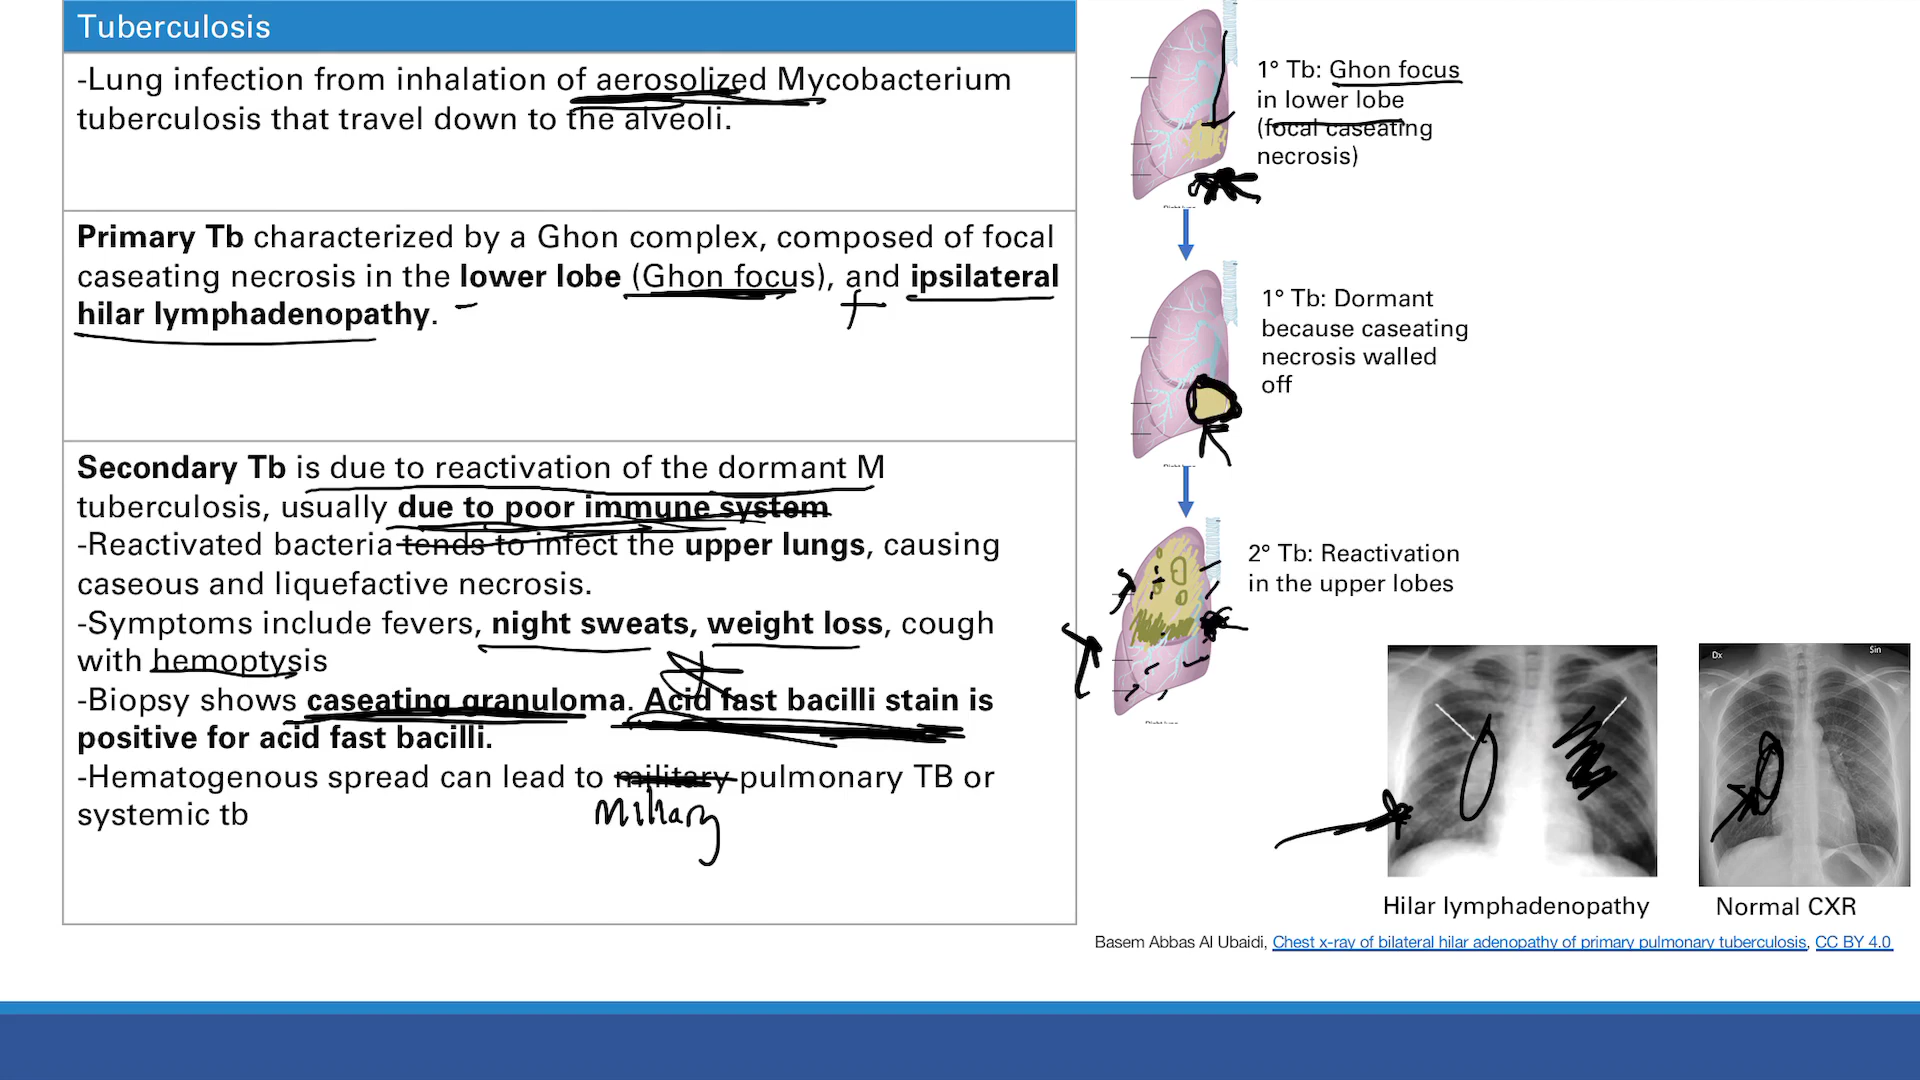 Tuberculosis
-Lung infection from inhalation of aerosolized Mycobacterium
tuberculosis that travel down to the alveoli.
Primary Tb characterized by a Ghon complex, composed of focal
caseating necrosis in the lower lobe (Ghon focus), and ipsilateral
hilar lymphadenopathy.
Secondary Tb is due to reactivation of the dormant M
tuberculosis, usually due to poor immune system
-Reactivated bacteria tends to infect the upper lungs, causing
caseous and liquefactive necrosis.
-Symptoms include fevers, night sweats, weight loss, cough
with hemoptysis
-Biopsy shows caseating granuloma. Acid fast bacilli stain is
positive for acid fast bacilli.
-Hematogenous spread can lead to military pulmonary TB or
systemic tb
Miliary
1° Tb: Ghon focus
in lower lobe
(focal caseating
necrosis)
1° Tb: Dormant
because caseating
necrosis walled
off
2° Tb: Reactivation
in the upper lobes
Dx
Sin
Hilar lymphadenopathy
Normal CXR
Basem Abbas Al Ubaidi, Chest x-ray of bilateral hilar adenopathy of primary pulmonary tuberculosis, CC BY 4.0